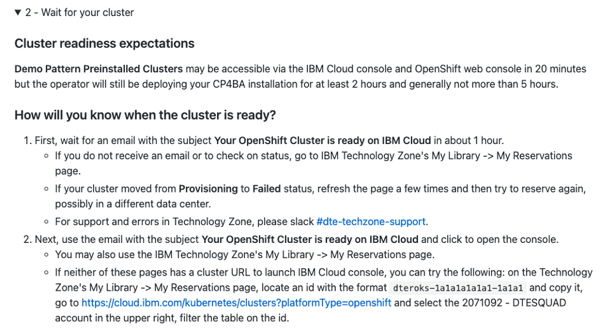 ▼ 2 - Wait for your cluster
Cluster readiness expectations
Demo Pattern Preinstalled Clusters may be accessible via the IBM Cloud console and OpenShift web console in 20 minutes
but the operator will still be deploying your CP4BA installation for at least 2 hours and generally not more than 5 hours.
How will you know when the cluster is ready?
1. First, wait for an email with the subject Your OpenShift Cluster is ready on IBM Cloud in about 1 hour.
◦ If you do not receive an email or to check on status, go to IBM Technology Zone's My Library -> My Reservations
page.
◦ If your cluster moved from Provisioning to Failed status, refresh the page a few times and then try to reserve again,
possibly in a different data center.
◦ For support and errors in Technology Zone, please slack #dte-techzone-support.
2. Next, use the email with the subject Your OpenShift Cluster is ready on IBM Cloud and click to open the console.
◦ You may also use the IBM Technology Zone's My Library -> My Reservations page.
◦ If neither of these pages has a cluster URL to launch IBM Cloud console, you can try the following: on the Technology
Zone's My Library -> My Reservations page, locate an id with the format dteroks-1a1a1a1a1a1-1a1a1 and copy it,
go to https://cloud.ibm.com/kubernetes/clusters?platformType=openshift and select the 2071092 - DTESQUAD
account in the upper right, filter the table on the id.